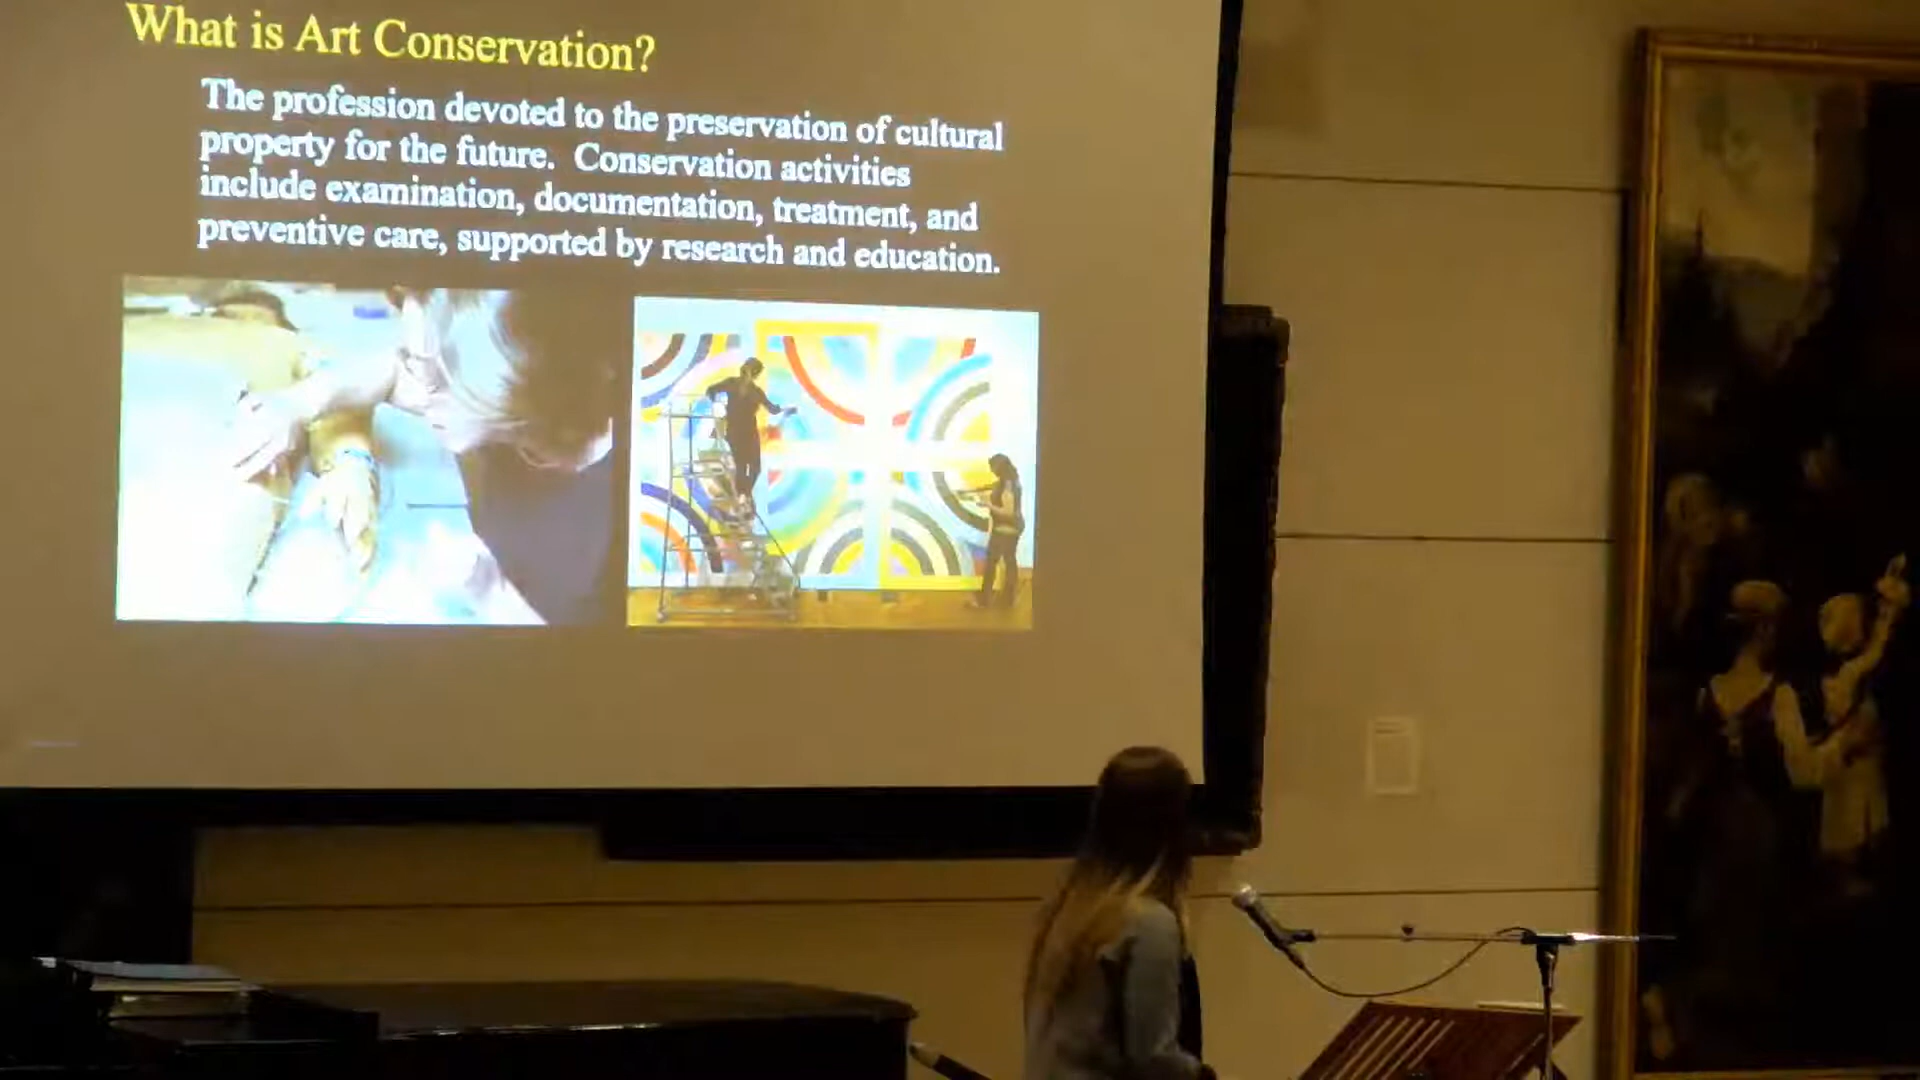 What is Art Conservation?
The profession devoted to the preservation of cultural
property for the future.  Conservation activities
include examination, documentation, treatment, and
preventive care, supported by research and education.